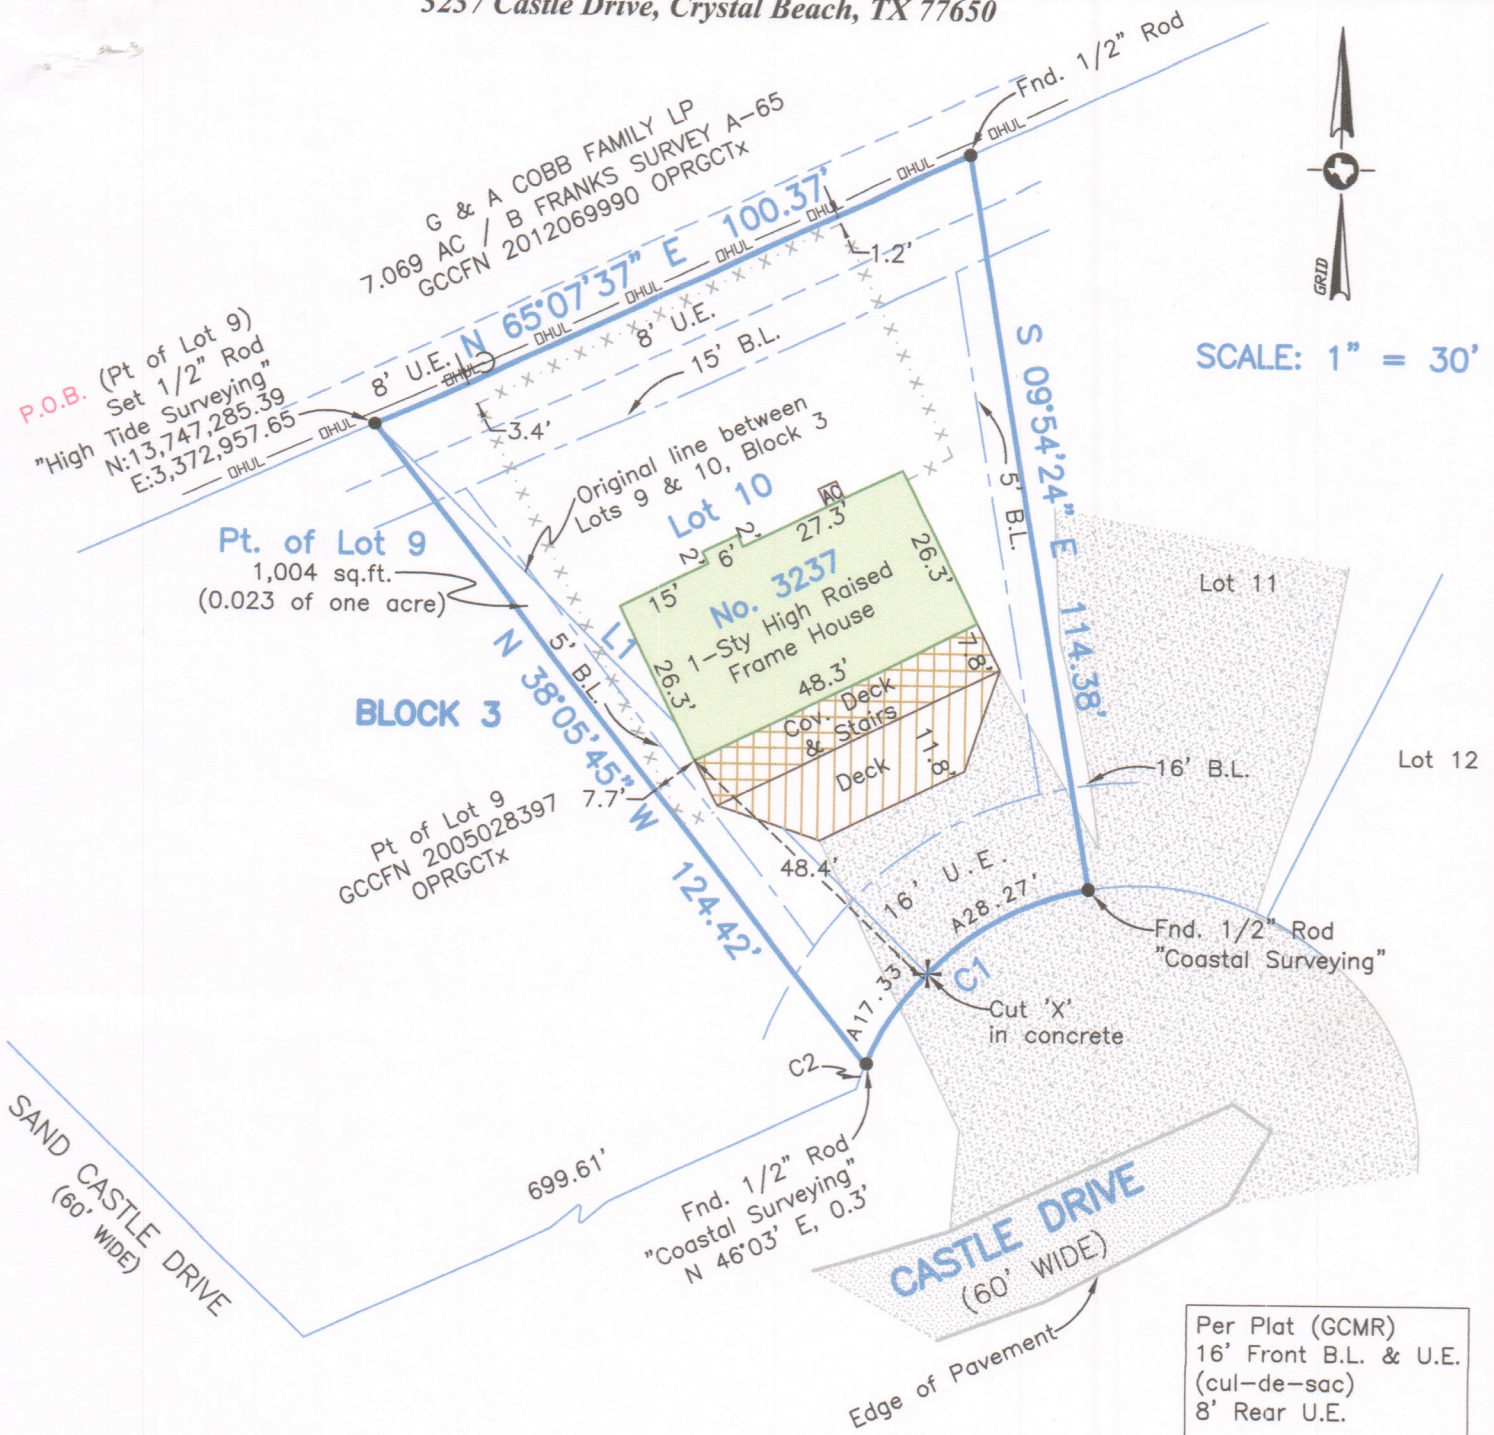 3237 Castle Drive, Crystal Beach, TX 77650
Fnd. 1/2" Rod
G & A COBB FAMILY LP
7.069 AC / B FRANKS SURVEY A-65
GCCFN 2012069990 OPRGCTx
N 65°07'37" E 100.37'
OHUL
OHUL
OHUL
OHUL
OHUL
OHUL
OHUL
OHUL
OHUL
1.2'
GRID
SCALE: 1" = 30'
P.O.B. (Pt of Lot 9)
Set 1/2" Rod
"High Tide Surveying"
N:13,747,285.39
E:3,372,957.65
8' U.E.
8' U.E.
15' B.L.
3.4'
Original line between
Lots 9 & 10, Block 3
Lot 10
S 09°54'24" E 114.38'
5' B.L.
Pt. of Lot 9
1,004 sq.ft.
(0.023 of one acre)
AC
2'
6'
2'
27.3'
15'
26.3'
No. 3237
1-Sty High Raised
Frame House
26.3'
48.3'
7.8'
Cov. Deck
& Stairs
Deck
11.8'
L1
5' B.L.
Lot 11
Lot 12
BLOCK 3
N 38°05'45" W 124.42'
7.7'
16' B.L.
Pt of Lot 9
GCCFN 2005028397
OPRGCTx
48.4'
16' U.E.
A28.27'
A17.33'
C1
Fnd. 1/2" Rod
"Coastal Surveying"
Cut 'X'
in concrete
C2
SAND CASTLE DRIVE
(60' WIDE)
699.61'
Fnd. 1/2" Rod
"Coastal Surveying"
N 46°03' E, 0.3'
CASTLE DRIVE
(60' WIDE)
Edge of Pavement
Per Plat (GCMR)
16' Front B.L. & U.E.
(cul-de-sac)
8' Rear U.E.